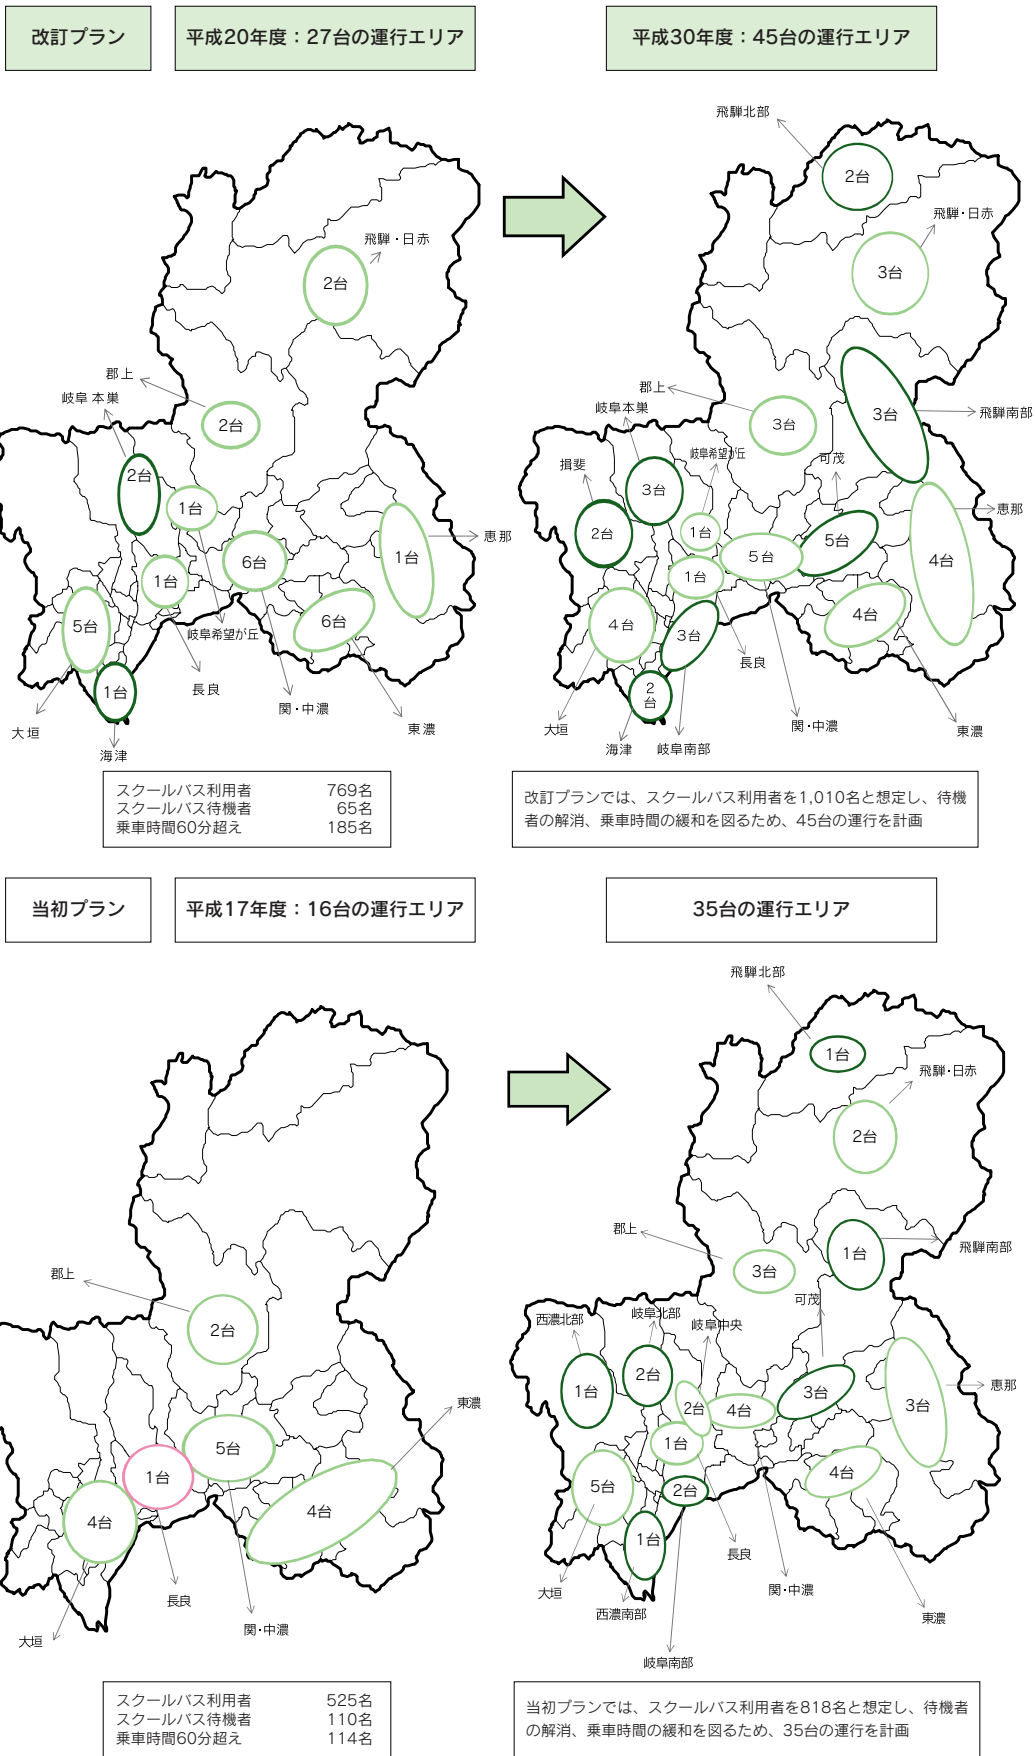 改訂プラン
平成20年度：27台の運行エリア
平成30年度：45台の運行エリア
飛騨・日赤
2台
郡上
岐阜 本巣
2台
2台
1台
恵那
6台
1台
1台
5台
6台
岐阜希望が丘
1台
長良
関・中濃
東濃
大垣
海津
スクールバス利用者 769名
スクールバス待機者 65名
乗車時間60分超え 185名
飛騨北部
2台
飛騨・日赤
3台
郡上
岐阜本巣
3台
3台
飛騨南部
岐阜希望が丘
可茂
揖斐
3台
恵那
2台
1台
5台
5台
4台
1台
4台
3台
4台
長良
2
台
大垣
海津
岐阜南部
関・中濃
東濃
改訂プランでは、スクールバス利用者を1,010名と想定し、待機
者の解消、乗車時間の緩和を図るため、45台の運行を計画
当初プラン
平成17年度：16台の運行エリア
35台の運行エリア
郡上
2台
東濃
5台
1台
4台
4台
長良
関・中濃
大垣
スクールバス利用者 525名
スクールバス待機者 110名
乗車時間60分超え 114名
飛騨北部
1台
飛騨・日赤
2台
郡上
飛騨南部
1台
3台
可茂
西濃北部
岐阜北部
岐阜中央
2台
1台
3台
恵那
2台
4台
3台
1台
4台
5台
2台
1台
長良
大垣
関・中濃
西濃南部
東濃
岐阜南部
当初プランでは、スクールバス利用者を818名と想定し、待機者
の解消、乗車時間の緩和を図るため、35台の運行を計画